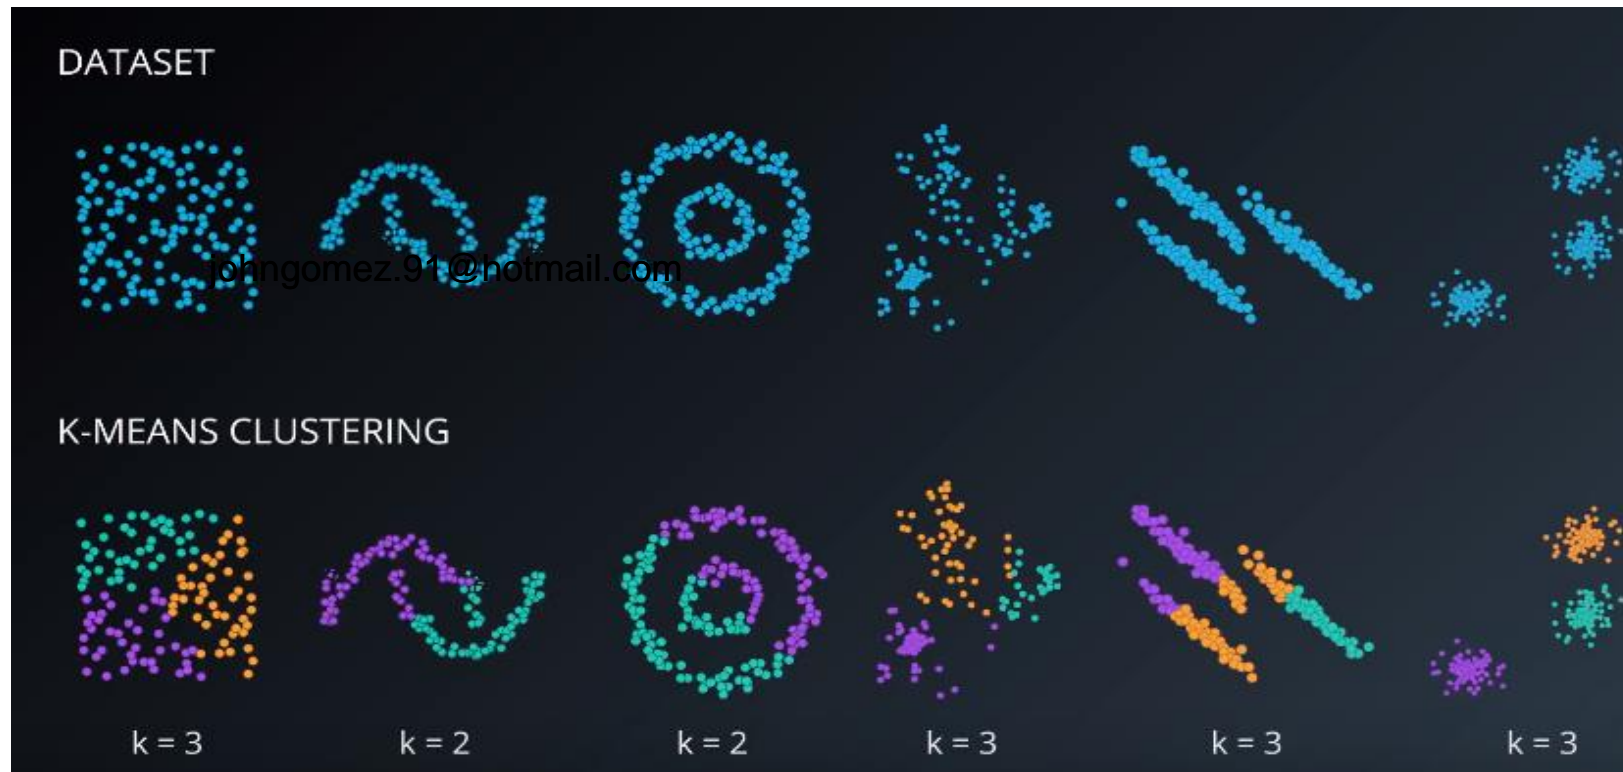 DATASET
johngomez.91@hotmail.com
K-MEANS CLUSTERING
k = 3
k = 2
k = 2
k = 3
k = 3
k = 3